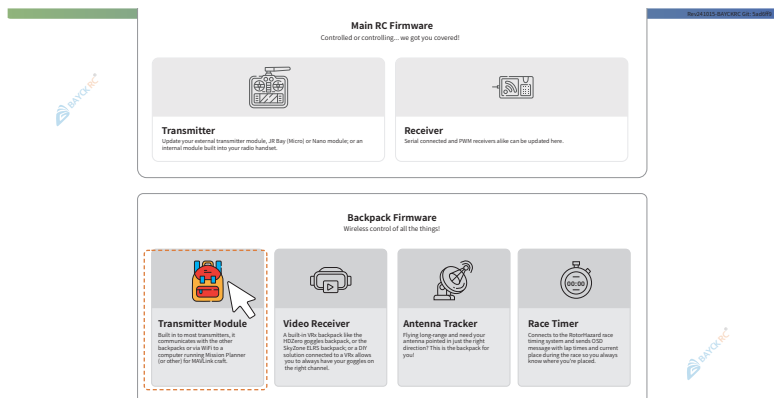 Rev241015-BAYCKRC Gir: 5ad6ff9
Main RC Firmware
Controlled or controlling... we got you covered!
BAYCKRC®
Transmitter
Update your external transmitter module, JR Bay (Micro) or Nano module; or an
internal module built into your radio handset.
Receiver
Serial connected and PWM receivers alike can be updated here.
Backpack Firmware
Wireless control of all the things!
00:00
Transmitter Module
Built in to most transmitters, it
communicates with the other
backpacks or via WiFi to a
computer running Mission Planner
(or other) for MAVLink craft.
Video Receiver
A built-in VRx backpack like the
HDZero goggles backpack, or the
SkyZone ELRS backpack; or a DIY
solution connected to a VRx allows
you to always have your goggles on
the right channel.
Antenna Tracker
Flying long-range and need your
antenna pointed in just the right
direction? This is the backpack for
you!
Race Timer
Connects to the RotorHazard race
timing system and sends OSD
message with lap times and current
place during the race so you always
know where you're placed.
BAYCKRC®